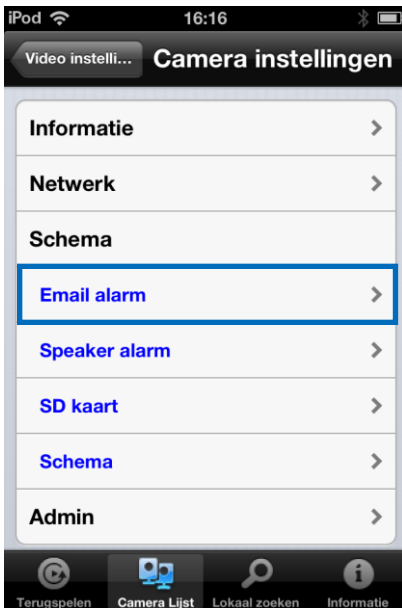 iPod 16:16
Video instelli... Camera instellingen
Informatie
Netwerk
Schema
Email alarm
Speaker alarm
SD kaart
Schema
Admin
Terugspelen Camera Lijst Lokaal zoeken Informatie